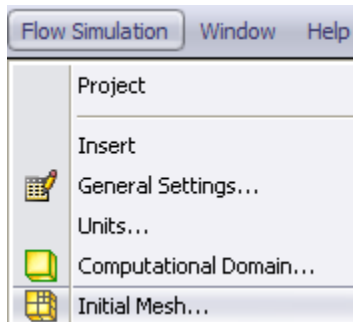 Flow Simulation Window Help
Project
Insert
General Settings...
Units...
Computational Domain...
Initial Mesh...